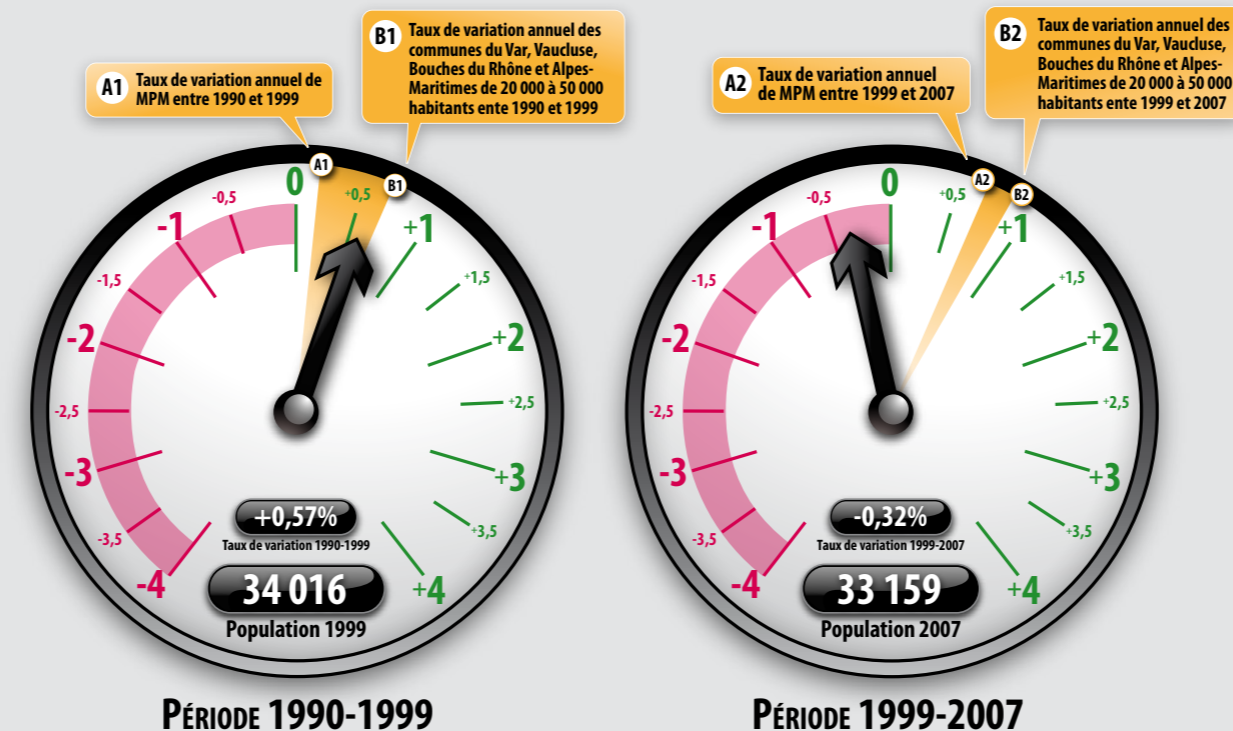 A1 Taux de variation annuel de
MPM entre 1990 et 1999
B1 Taux de variation annuel des
communes du Var, Vaucluse,
Bouches du Rhône et Alpes-
Maritimes de 20 000 à 50 000
habitants ente 1990 et 1999
A1
B1
0
-0,5
+0,5
-1
+1
-1,5
+1,5
-2
+2
-2,5
+2,5
-3
+3
-3,5
+3,5
-4
+4
+0,57%
Taux de variation 1990-1999
34 016
Population 1999
PÉRIODE 1990-1999
A2 Taux de variation annuel
de MPM entre 1999 et 2007
B2 Taux de variation annuel des
communes du Var, Vaucluse,
Bouches du Rhône et Alpes-
Maritimes de 20 000 à 50 000
habitants ente 1999 et 2007
A2
B2
0
-0,5
+0,5
-1
+1
-1,5
+1,5
-2
+2
-2,5
+2,5
-3
+3
-3,5
+3,5
-4
+4
-0,32%
Taux de variation 1999-2007
33 159
Population 2007
PÉRIODE 1999-2007